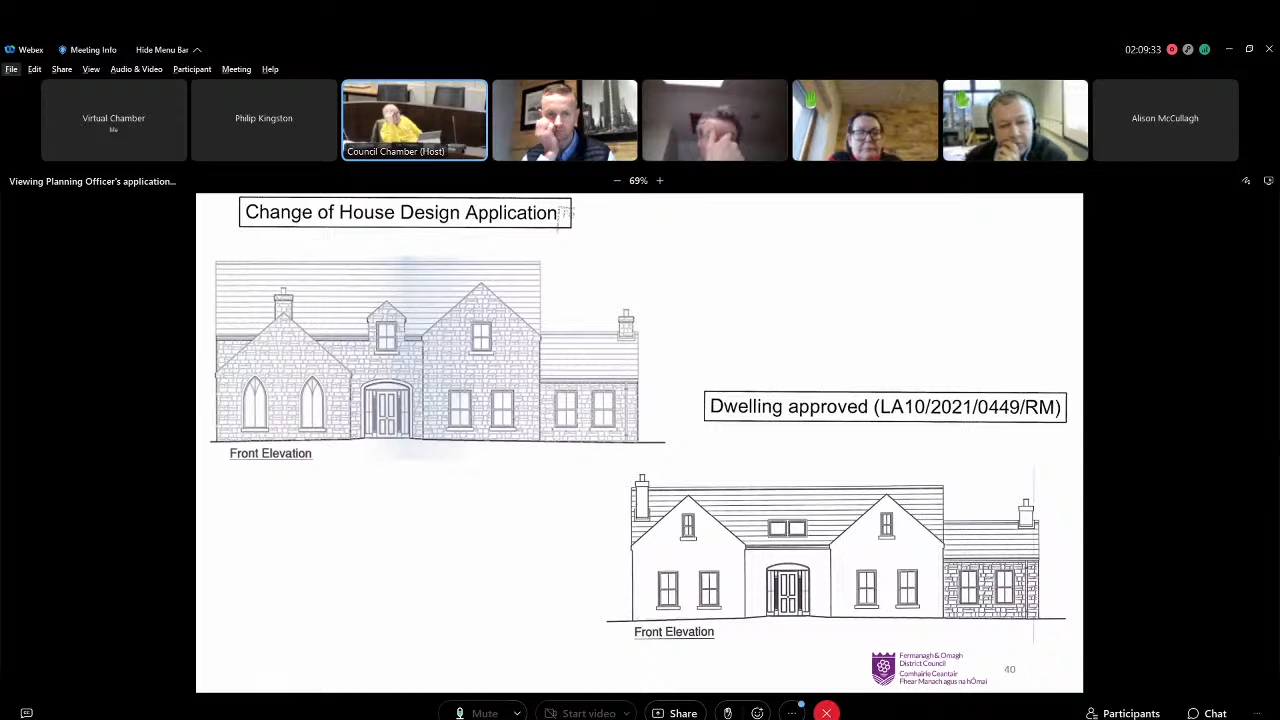 Webex
Meeting Info
Hide Menu Bar
02:09:33
File Edit Share View Audio & Video Participant Meeting Help
Virtual Chamber
Me
Philip Kingston
Council Chamber (Host)
Alison McCullagh
Viewing Planning Officer's application...
69%
Change of House Design Application
Front Elevation
Dwelling approved (LA10/2021/0449/RM)
Front Elevation
Fermanagh & Omagh
District Council
Comhairle Ceantair
Fhear Manach agus na hÓmaí
40
Mute
Start video
Share
Participants
Chat